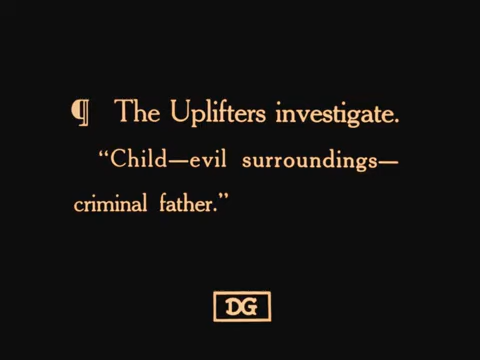 ¶ The Uplifters investigate.
“Child—evil surroundings—
criminal father.”
DG